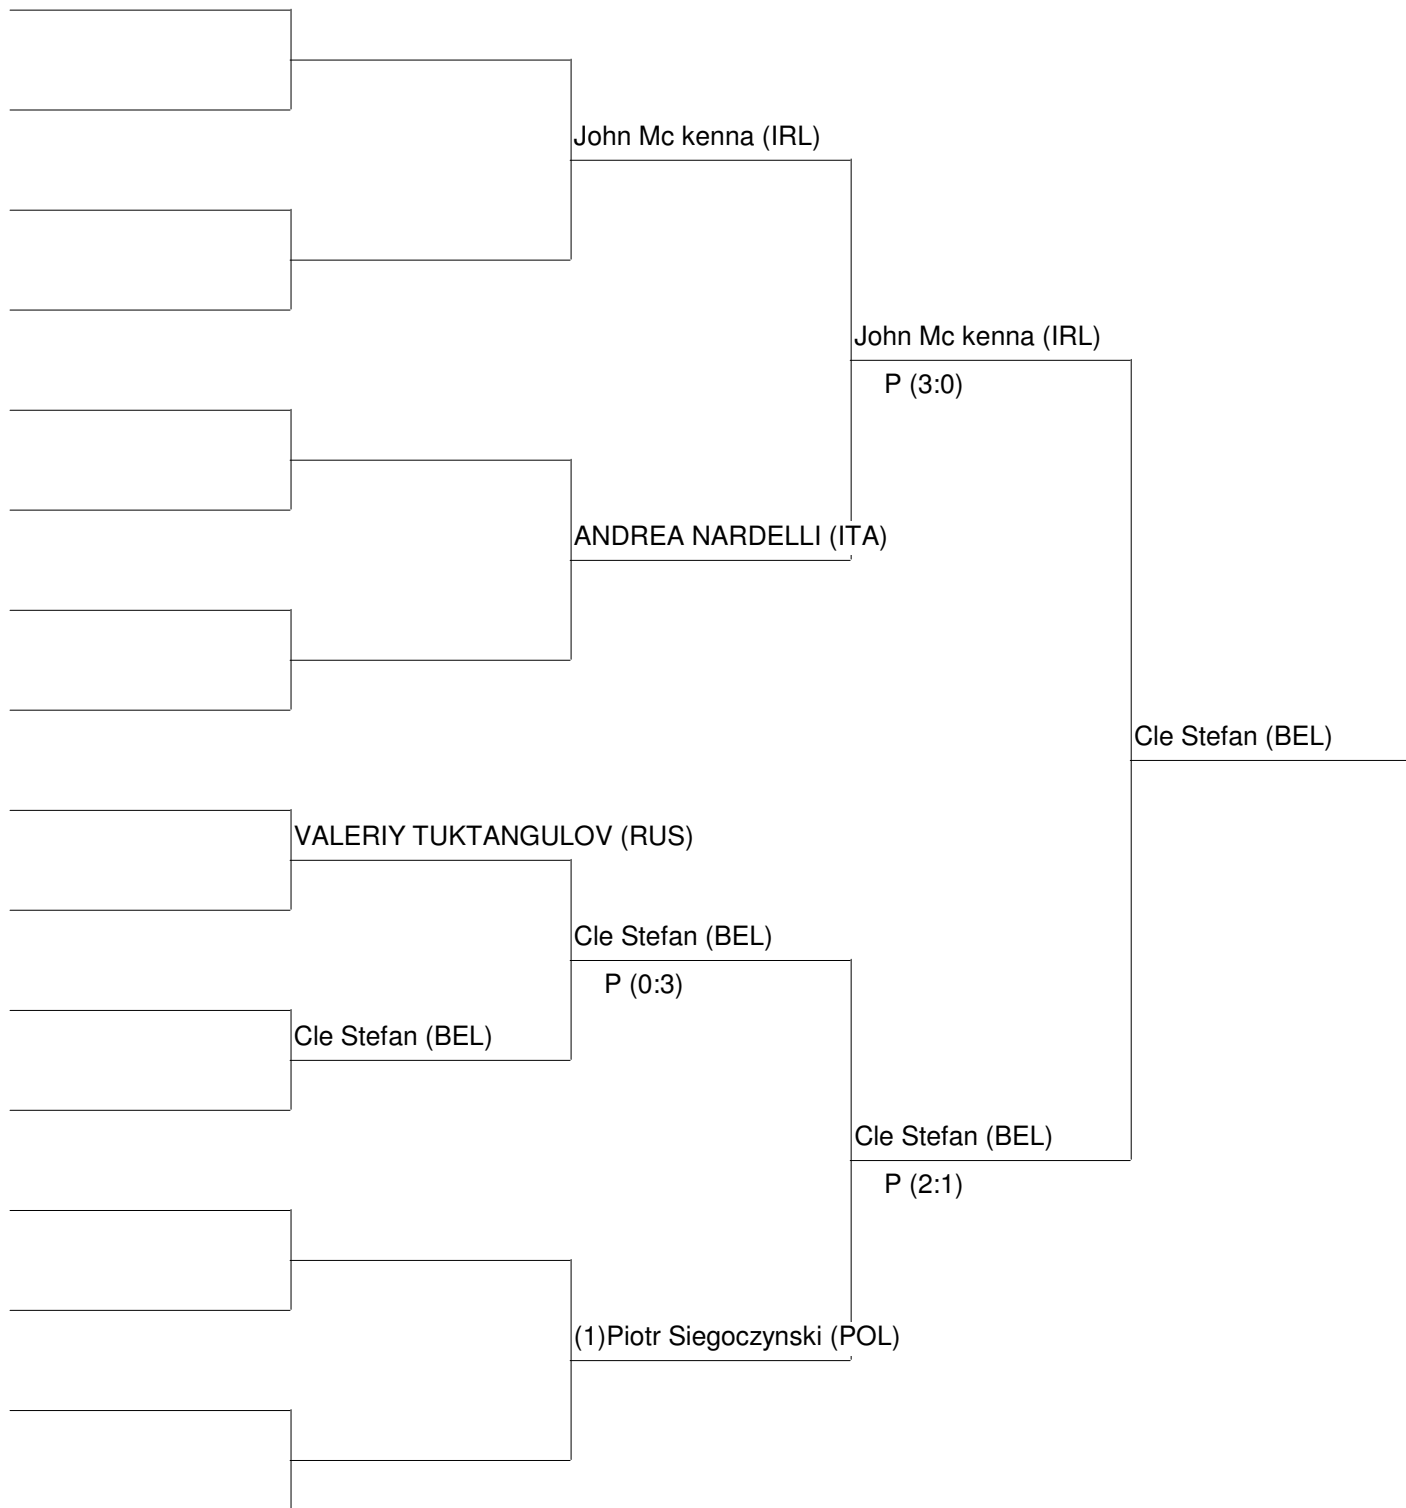 John Mc kenna (IRL)
John Mc kenna (IRL)
P (3:0)
ANDREA NARDELLI (ITA)
Cle Stefan (BEL)
VALERIY TUKTANGULOV (RUS)
Cle Stefan (BEL)
P (0:3)
Cle Stefan (BEL)
Cle Stefan (BEL)
P (2:1)
(1)Piotr Siegoczynski (POL)